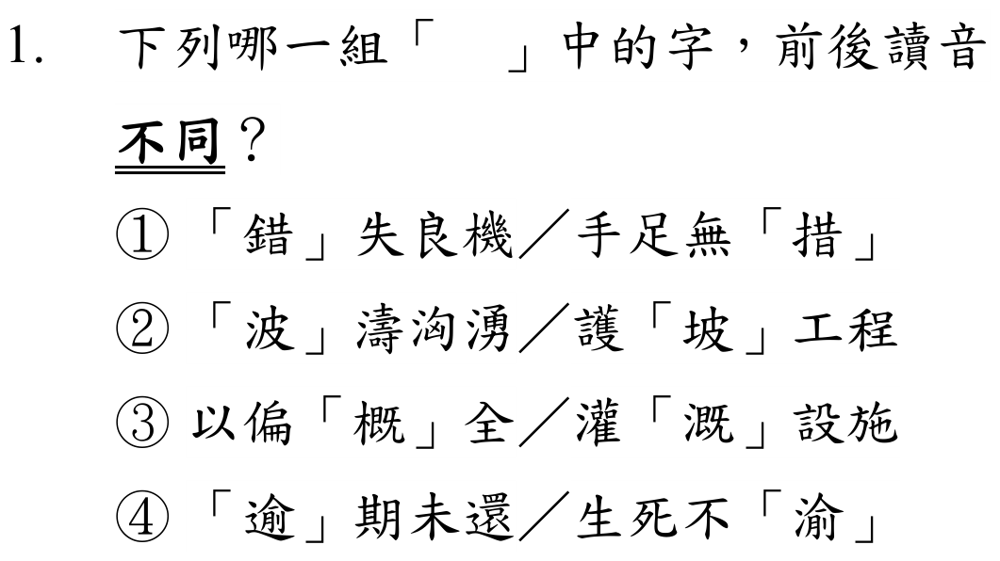 1. 下列哪一組「　」中的字，前後讀音
不同？
① 「錯」失良機／手足無「措」
② 「波」濤洶湧／護「坡」工程
③ 以偏「概」全／灌「溉」設施
④ 「逾」期未還／生死不「渝」